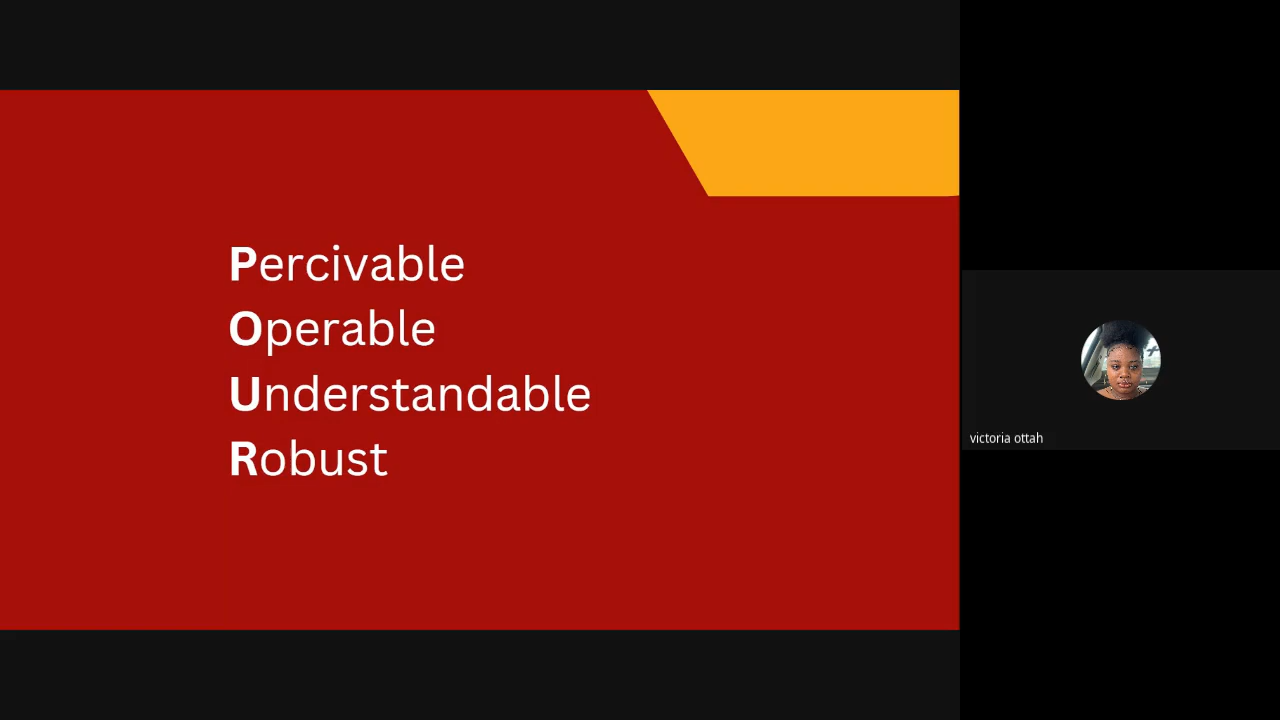 Percivable
Operable
Understandable
Robust
victoria ottah